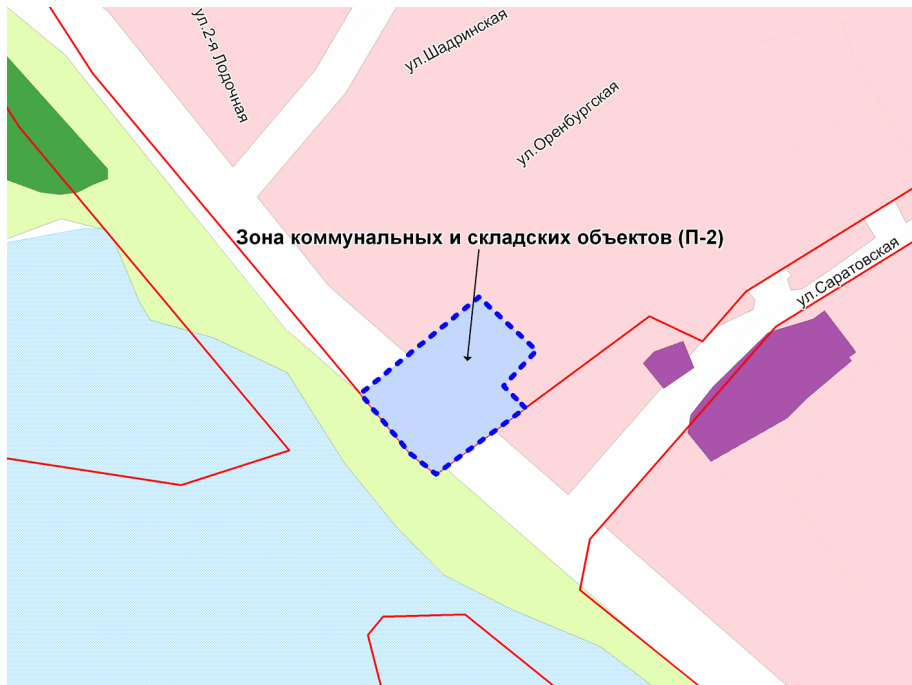 ул.2-я Лодочная
ул.Шадринская
ул.Оренбургская
Зона коммунальных и складских объектов (П-2)
ул.Саратовская